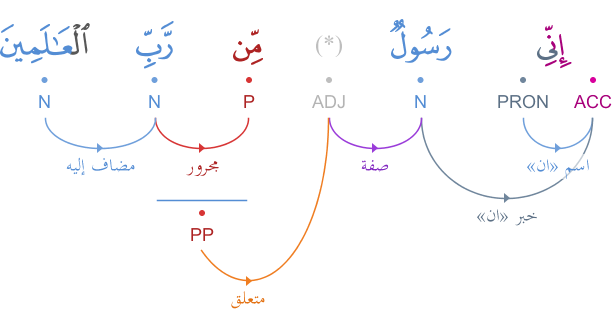 إِنِّى رَسُولٌ (*) مِّن رَّبِّ ٱلْعَـٰلَمِينَ
ACC PRON N ADJ P N N
اسم «ان» صفة مجرور مضاف إليه
خبر «ان»
PP
متعلق